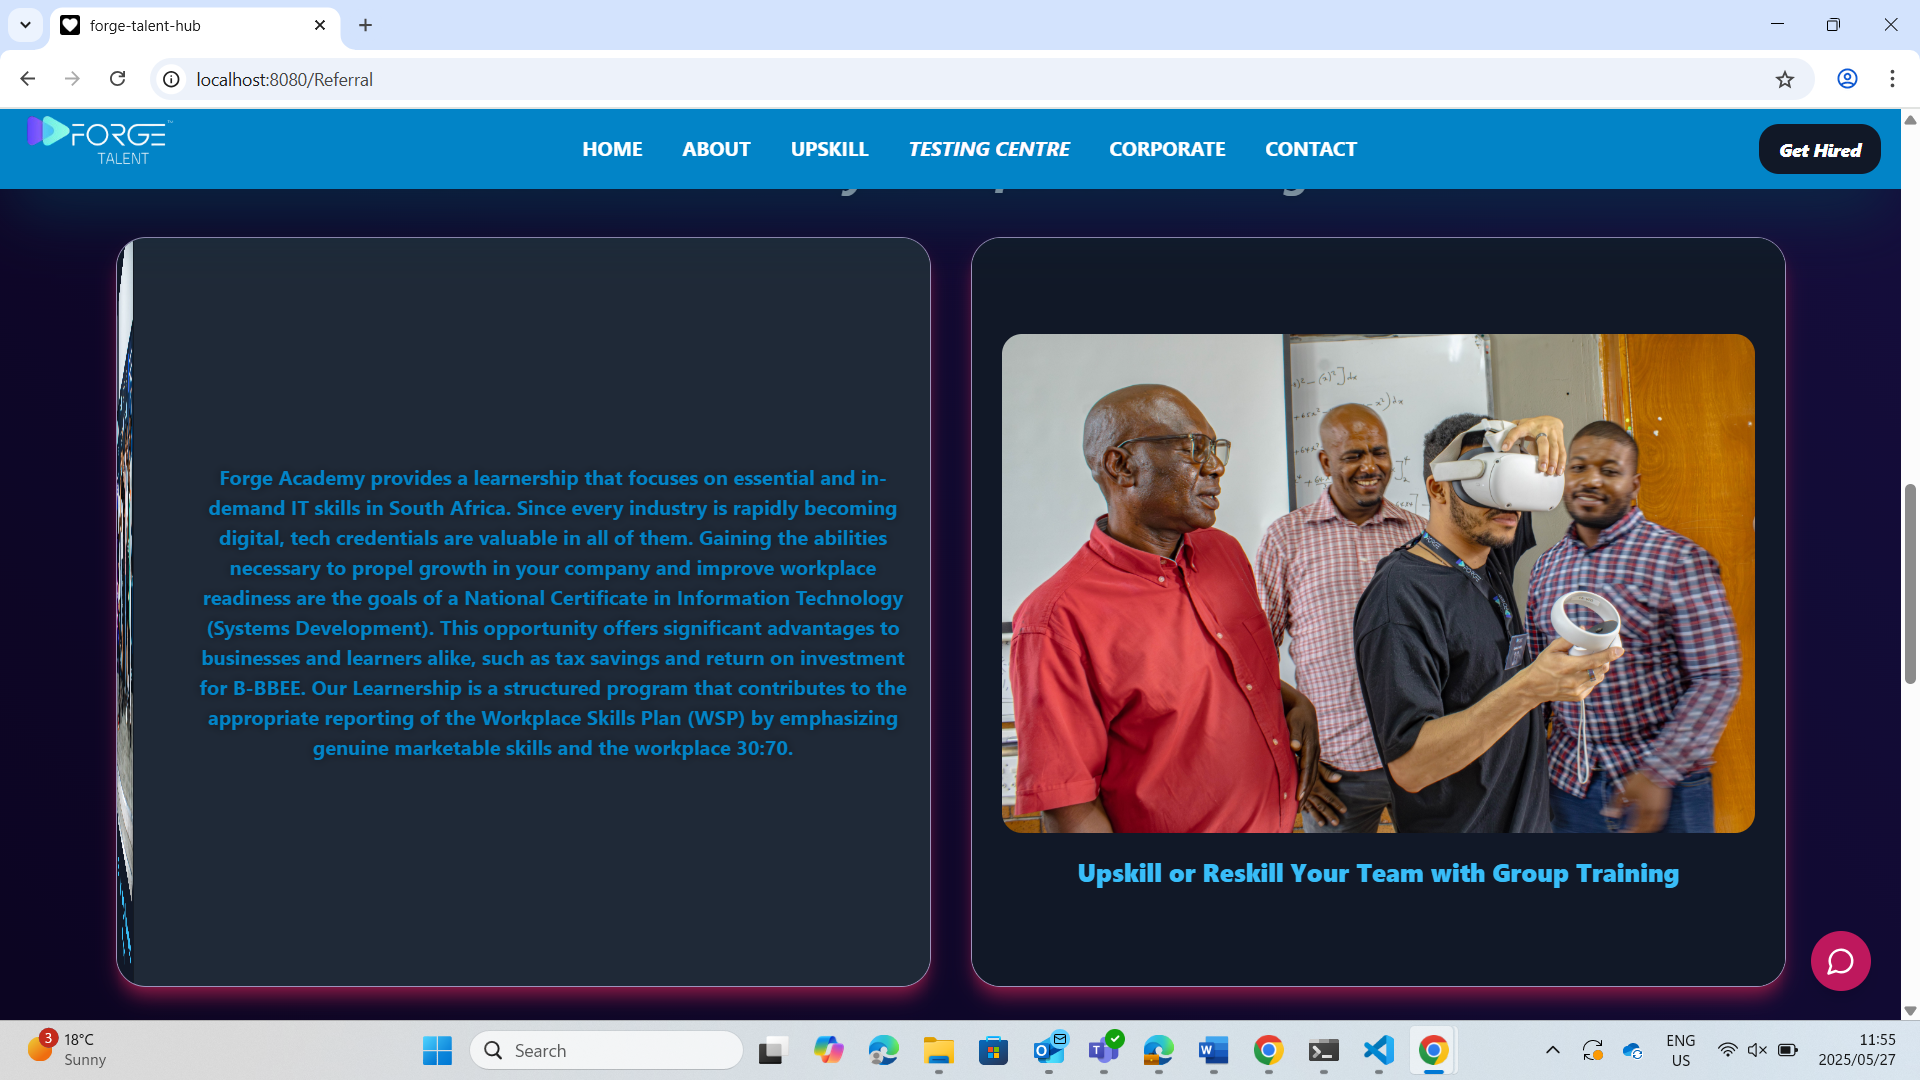 forge-talent-hub
localhost:8080/Referral
FORGE™
TALENT
HOME ABOUT UPSKILL TESTING CENTRE CORPORATE CONTACT
Get Hired
Forge Academy provides a learnership that focuses on essential and in-
demand IT skills in South Africa. Since every industry is rapidly becoming
digital, tech credentials are valuable in all of them. Gaining the abilities
necessary to propel growth in your company and improve workplace
readiness are the goals of a National Certificate in Information Technology
(Systems Development). This opportunity offers significant advantages to
businesses and learners alike, such as tax savings and return on investment
for B-BBEE. Our Learnership is a structured program that contributes to the
appropriate reporting of the Workplace Skills Plan (WSP) by emphasizing
genuine marketable skills and the workplace 30:70.
Upskill or Reskill Your Team with Group Training
3
18°C
Sunny
Search
ENG
US
11:55
2025/05/27